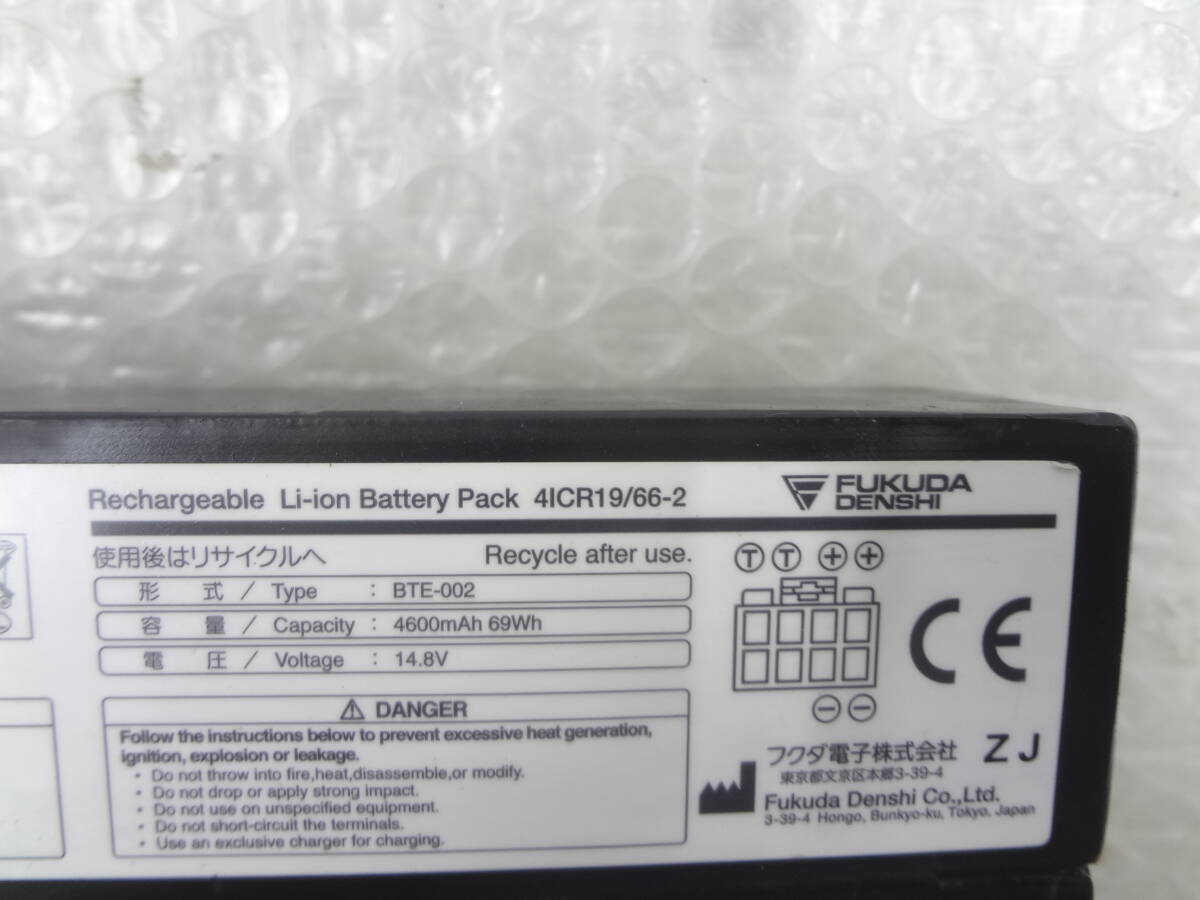 Rechargeable Li-ion Battery Pack 4ICR19/66-2
FUKUDA
DENSHI
使用後はリサイクルへ Recycle after use.
形 式 / Type : BTE-002
容 量 / Capacity : 4600mAh 69Wh
電 圧 / Voltage : 14.8V
T T + +
− −
CE
⚠ DANGER
Follow the instructions below to prevent excessive heat generation,
ignition, explosion or leakage.
・ Do not throw into fire,heat,disassemble,or modify.
・ Do not drop or apply strong impact.
・ Do not use on unspecified equipment.
・ Do not short-circuit the terminals.
・ Use an exclusive charger for charging.
フクダ電子株式会社 ZJ
東京都文京区本郷3-39-4
Fukuda Denshi Co.,Ltd.
3-39-4 Hongo, Bunkyo-ku, Tokyo, Japan